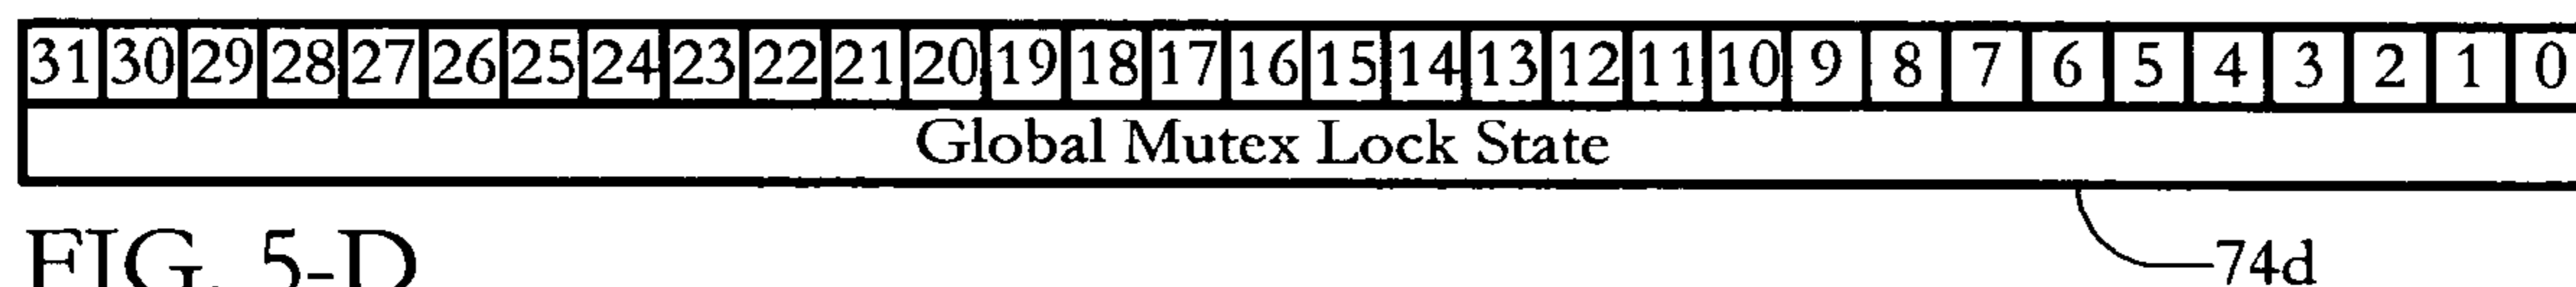 31 30 29 28 27 26 25 24 23 22 21 20 19 18 17 16 15 14 13 12 11 10 9 8 7 6 5 4 3 2 1 0
Global Mutex Lock State
FIG. 5-D
74d